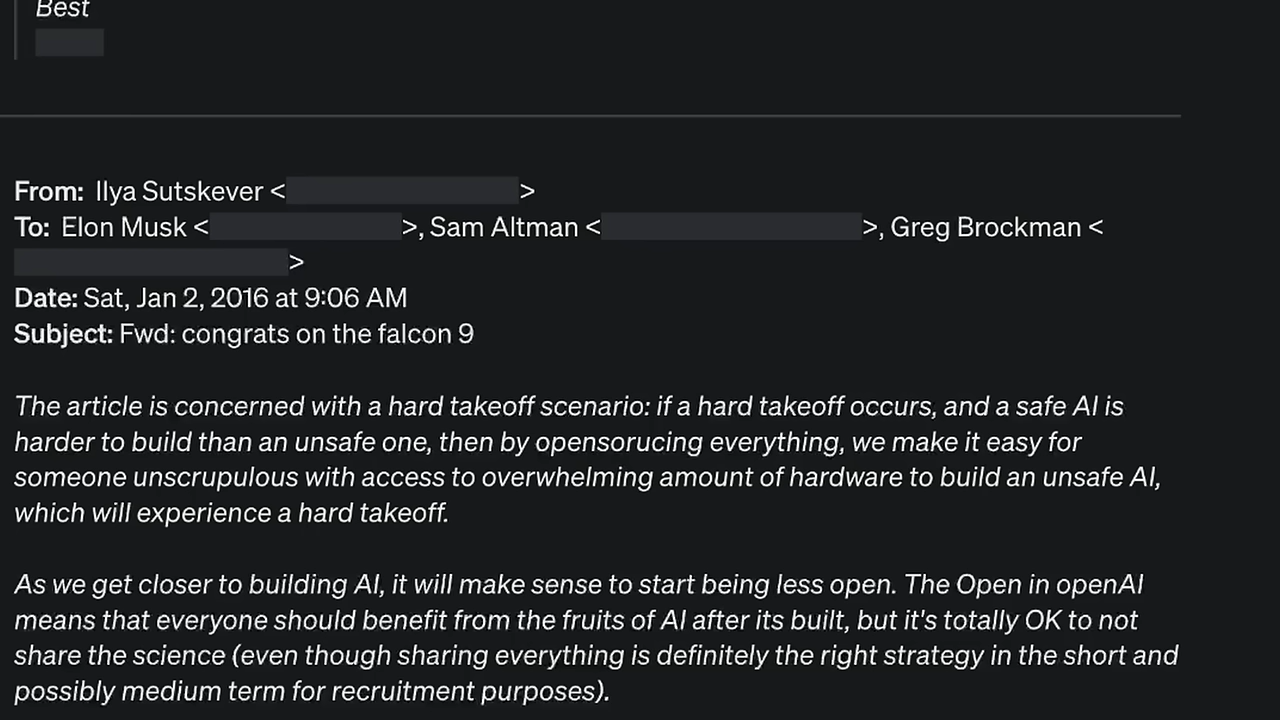 Best
From: Ilya Sutskever < >
To: Elon Musk < >, Sam Altman < >, Greg Brockman <
>
Date: Sat, Jan 2, 2016 at 9:06 AM
Subject: Fwd: congrats on the falcon 9
The article is concerned with a hard takeoff scenario: if a hard takeoff occurs, and a safe AI is
harder to build than an unsafe one, then by opensorucing everything, we make it easy for
someone unscrupulous with access to overwhelming amount of hardware to build an unsafe AI,
which will experience a hard takeoff.
As we get closer to building AI, it will make sense to start being less open. The Open in openAI
means that everyone should benefit from the fruits of AI after its built, but it's totally OK to not
share the science (even though sharing everything is definitely the right strategy in the short and
possibly medium term for recruitment purposes).